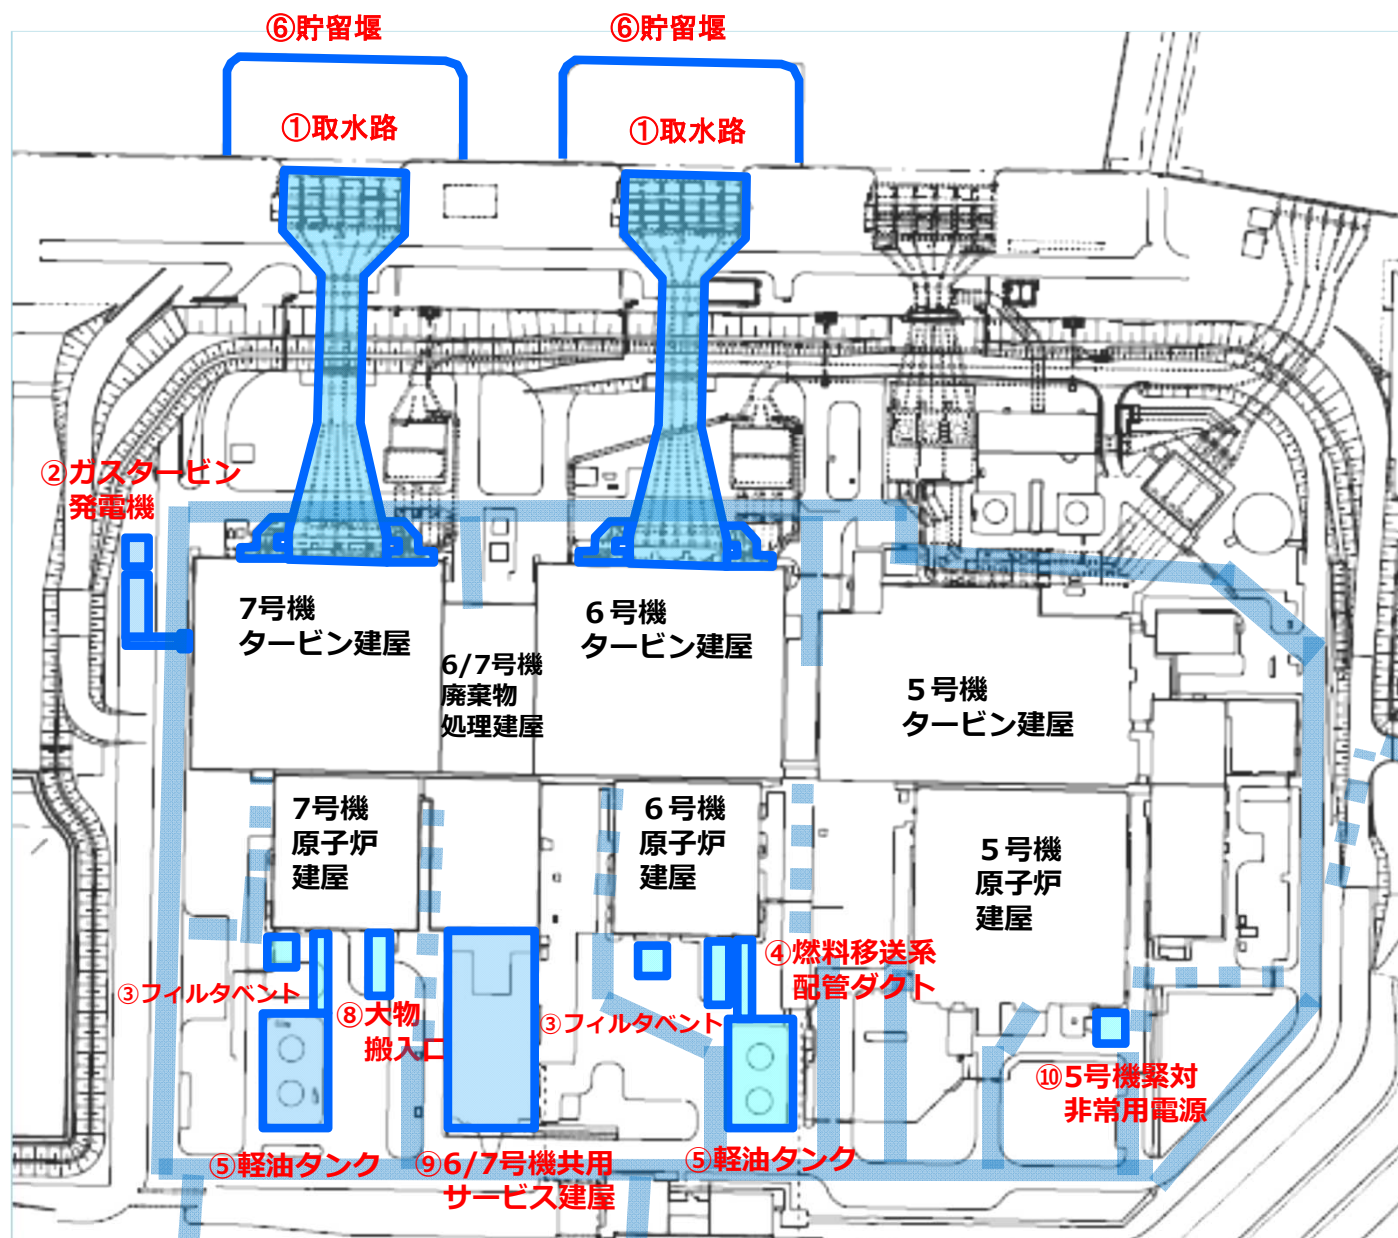 ⑥貯留堰
⑥貯留堰
①取水路
①取水路
②ガスタービン
発電機
7号機
タービン建屋
6/7号機
廃棄物
処理建屋
６号機
タービン建屋
５号機
タービン建屋
7号機
原子炉
建屋
６号機
原子炉
建屋
５号機
原子炉
建屋
③フィルタベント
⑧大物
搬入口
③フィルタベント
④燃料移送系
配管ダクト
⑩5号機緊対
非常用電源
⑤軽油タンク
⑨6/7号機共用
サービス建屋
⑤軽油タンク